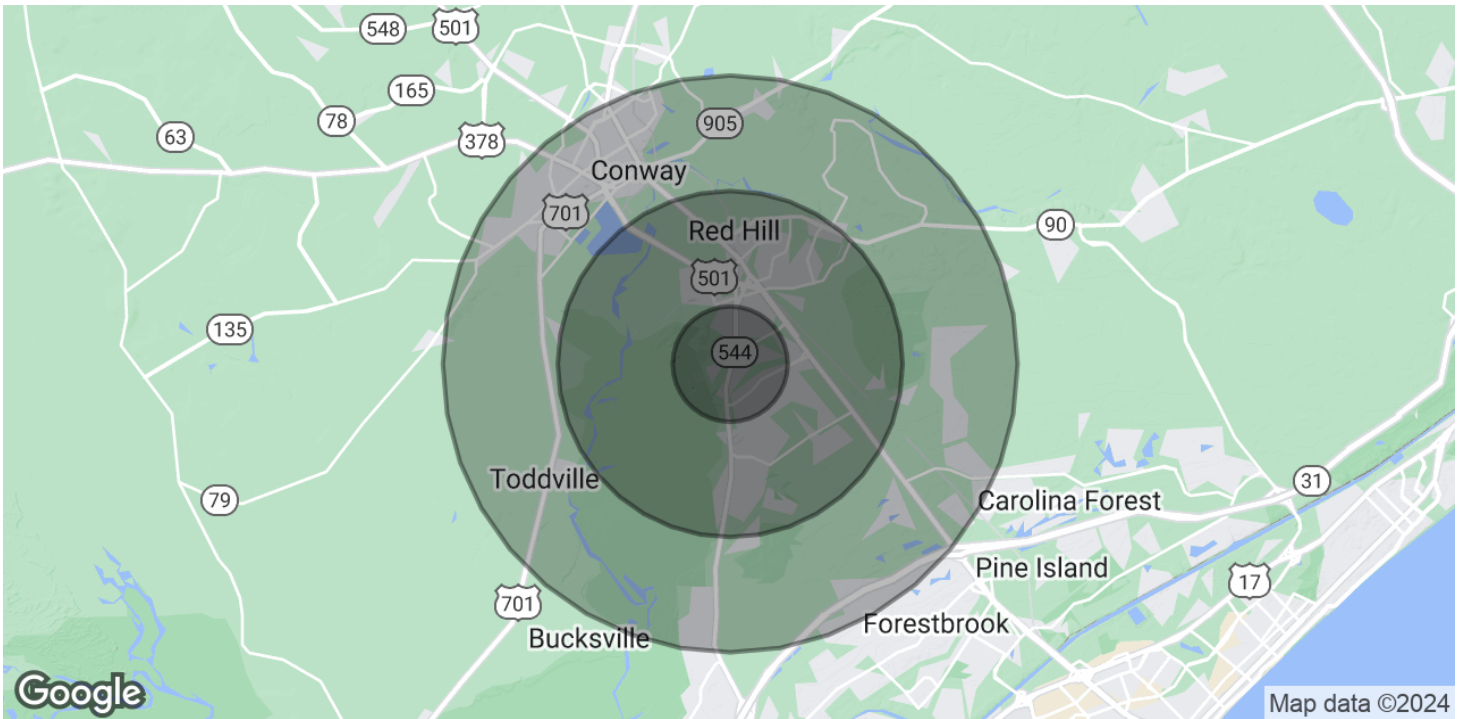 548
501
165
78
63
378
905
Conway
701
Red Hill
90
501
135
544
Toddville
79
31
Carolina Forest
Pine Island
17
701
Forestbrook
Bucksville
Google
Map data ©2024